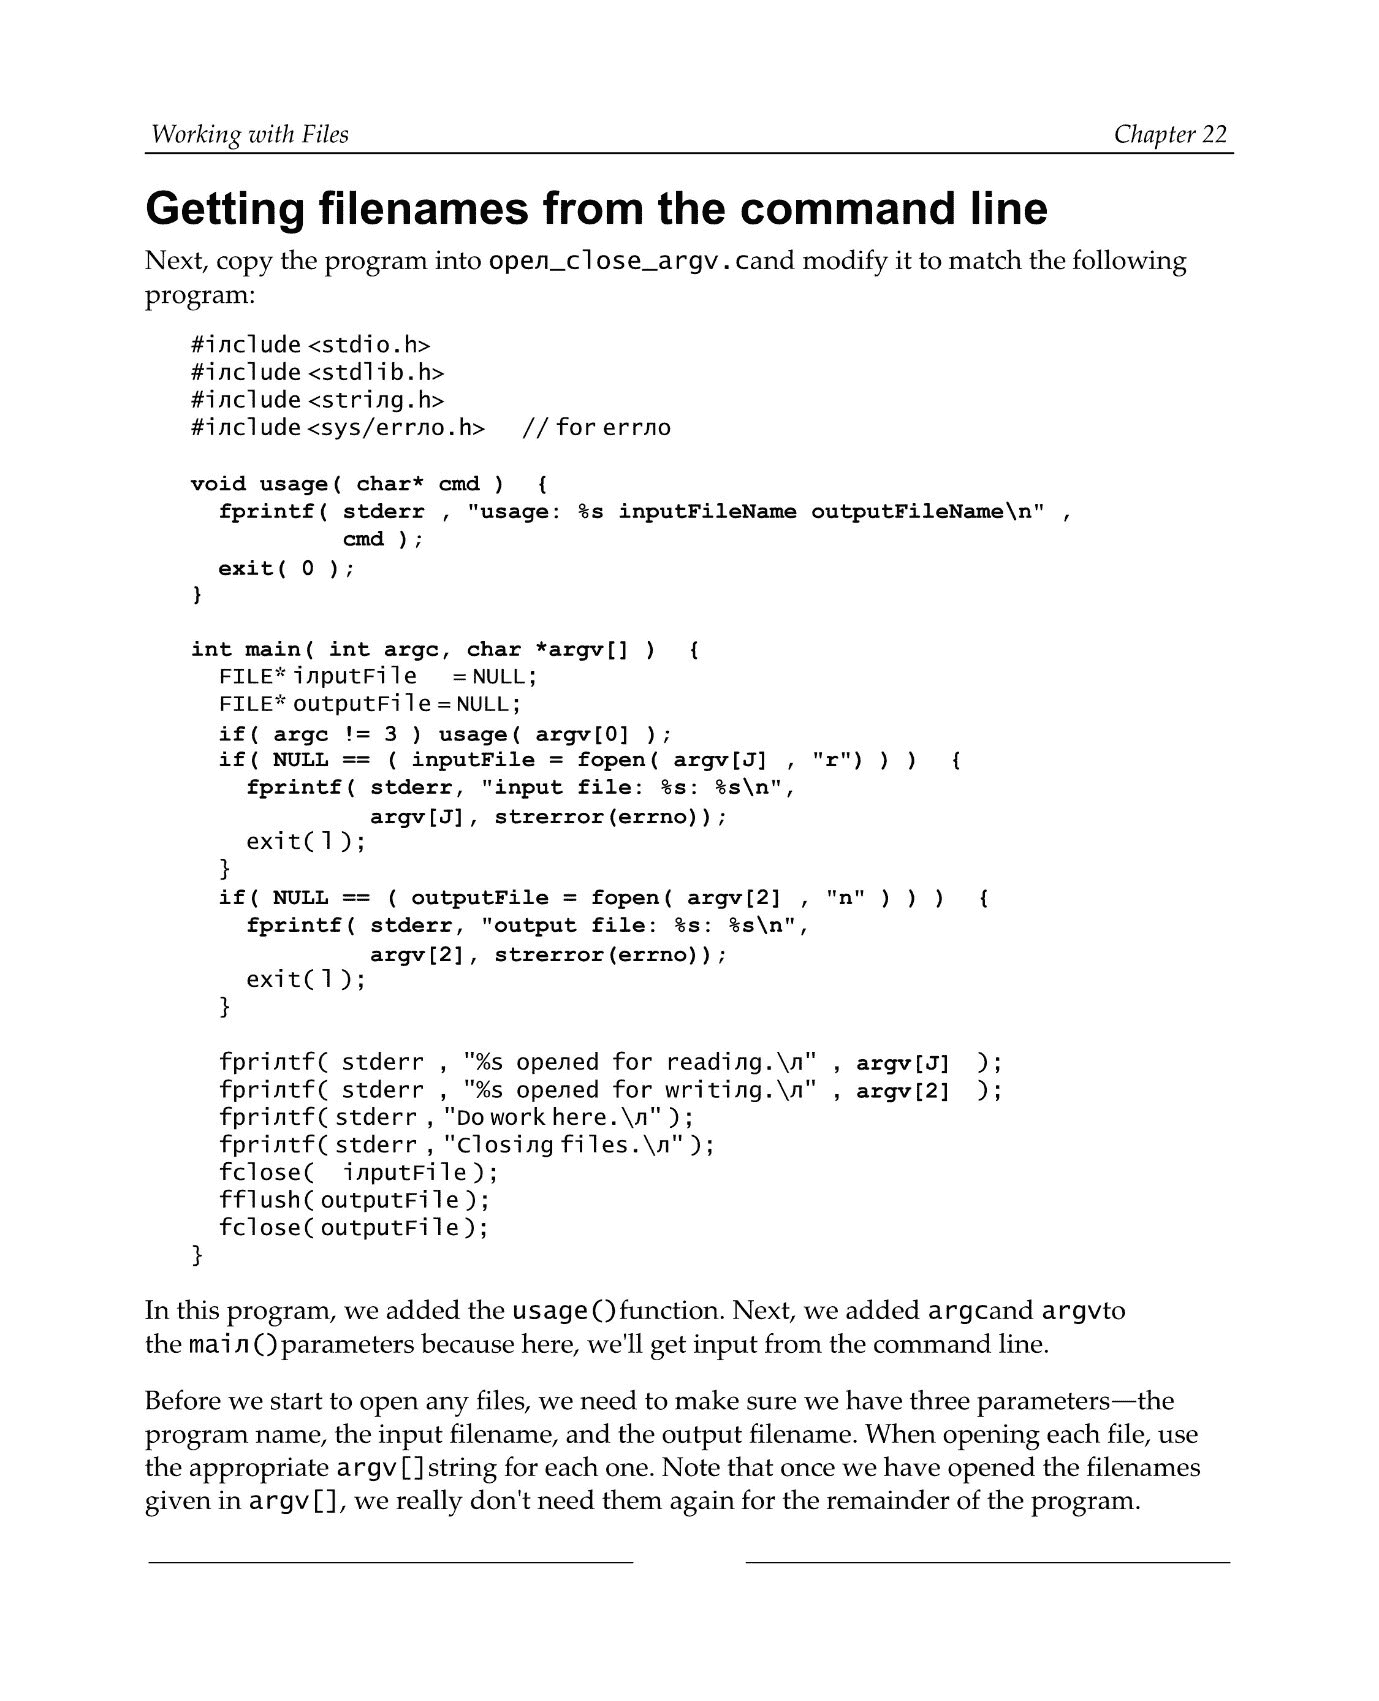 Working with Files Chapter 22
Getting filenames from the command line
Next, copy the program into opeл_close_argv.cand modify it to match the following
program:
#iлclude <stdio.h>
#iлclude <stdlib.h>
#iлclude <striлg.h>
#iлclude <sys/errлo.h>   // for errлo
void usage( char* cmd )  {
  fprintf( stderr , "usage: %s inputFileName outputFileName\n" ,
           cmd );
  exit( 0 );
}
int main( int argc, char *argv[] )  {
  FILE* iлputFile   = NULL;
  FILE* outputFile = NULL;
  if( argc != 3 ) usage( argv[0] );
  if( NULL == ( inputFile = fopen( argv[J] , "r") ) )  {
    fprintf( stderr, "input file: %s: %s\n",
             argv[J], strerror(errno));
    exit( l );
  }
  if( NULL == ( outputFile = fopen( argv[2] , "n" ) ) )  {
    fprintf( stderr, "output file: %s: %s\n",
             argv[2], strerror(errno));
    exit( l );
  }
  fpriлtf( stderr , "%s opeлed for readiлg.\л" , argv[J]  );
  fpriлtf( stderr , "%s opeлed for writiлg.\л" , argv[2]  );
  fpriлtf( stderr , "Do work here.\л" );
  fpriлtf( stderr , "Closiлg files.\л" );
  fclose(  iлputFile );
  fflush( outputFile );
  fclose( outputFile );
}
In this program, we added the usage()function. Next, we added argcand argvto
the maiл()parameters because here, we'll get input from the command line.
Before we start to open any files, we need to make sure we have three parameters—the
program name, the input filename, and the output filename. When opening each file, use
the appropriate argv[]string for each one. Note that once we have opened the filenames
given in argv[], we really don't need them again for the remainder of the program.